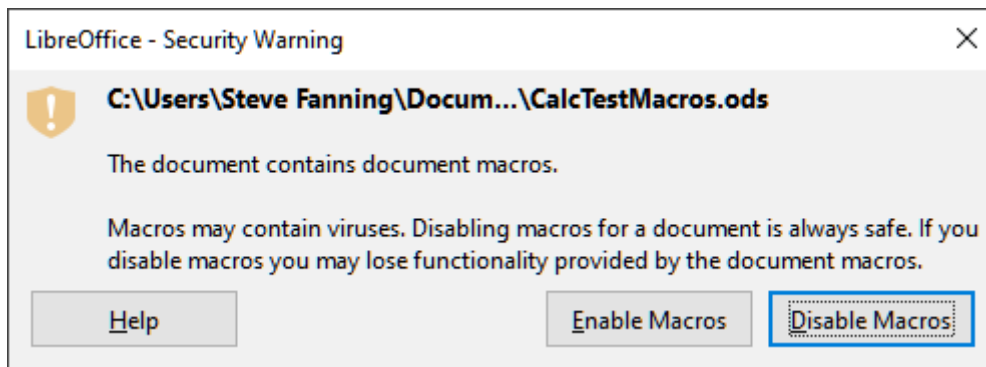 LibreOffice - Security Warning
C:\Users\Steve Fanning\Docum...\CalcTestMacros.ods
The document contains document macros.
Macros may contain viruses. Disabling macros for a document is always safe. If you
disable macros you may lose functionality provided by the document macros.
Help Enable Macros Disable Macros